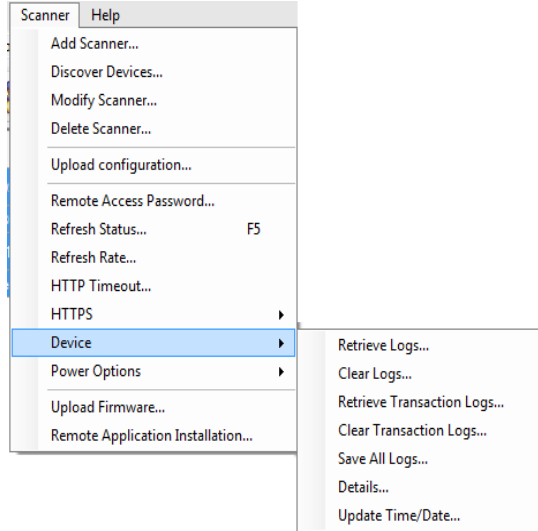 Scanner Help
Add Scanner...
Discover Devices...
Modify Scanner...
Delete Scanner...
Upload configuration...
Remote Access Password...
Refresh Status... F5
Refresh Rate...
HTTP Timeout...
HTTPS
Device
Power Options
Upload Firmware...
Remote Application Installation...
Retrieve Logs...
Clear Logs...
Retrieve Transaction Logs...
Clear Transaction Logs...
Save All Logs...
Details...
Update Time/Date...